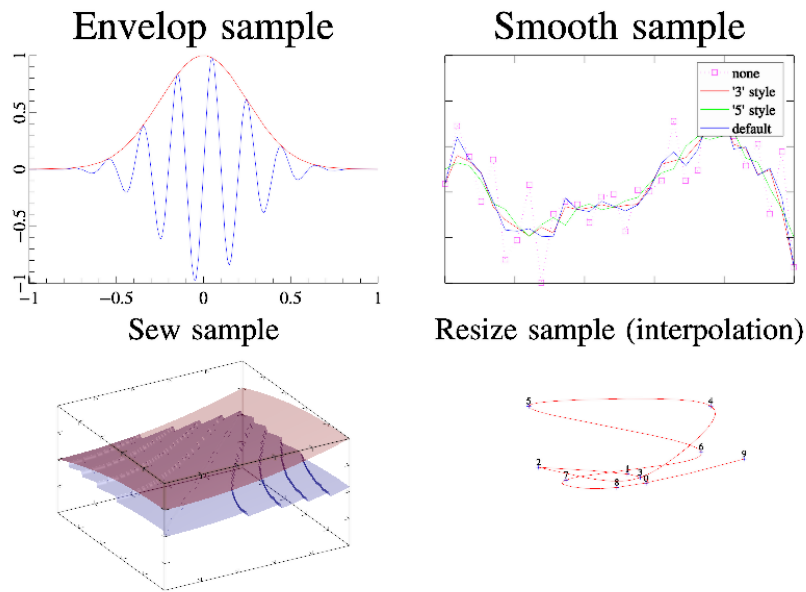 Envelop sample
Smooth sample
1
0.5
0
−0.5
−1
−1
−0.5
0
0.5
1
none
'3' style
'5' style
default
Sew sample
Resize sample (interpolation)
5
4
6
9
2
7
1
3
8
0